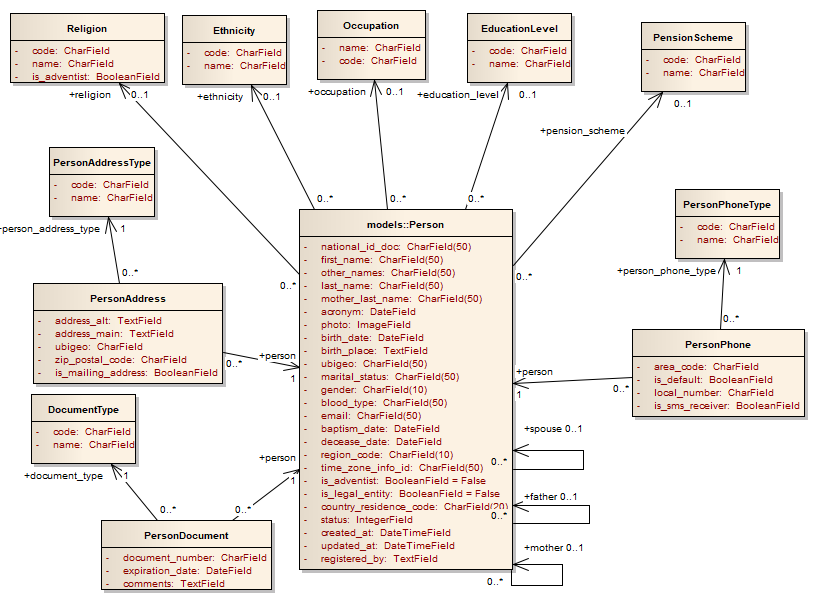 Religion
- code: CharField
- name: CharField
- is_adventist: BooleanField
Ethnicity
- code: CharField
- name: CharField
Occupation
- name: CharField
- code: CharField
EducationLevel
- code: CharField
- name: CharField
PensionScheme
- code: CharField
- name: CharField
+religion 0..1
+ethnicity 0..1
+occupation 0..1
+education_level 0..1
0..1
+pension_scheme
PersonAddressType
- code: CharField
- name: CharField
+person_address_type 1
0..*
PersonPhoneType
- code: CharField
- name: CharField
+person_phone_type 1
0..*
0..*
0..*
0..*
0..*
0..*
models::Person
- national_id_doc: CharField(50)
- first_name: CharField(50)
- other_names: CharField(50)
- last_name: CharField(50)
- mother_last_name: CharField(50)
- acronym: DateField
- photo: ImageField
- birth_date: DateField
- birth_place: TextField
- ubigeo: CharField(50)
- marital_status: CharField(50)
- gender: CharField(10)
- blood_type: CharField(50)
- email: CharField(50)
- baptism_date: DateField
- decease_date: DateField
- region_code: CharField(10)
- time_zone_info_id: CharField(50)
- is_adventist: BooleanField = False
- is_legal_entity: BooleanField = False
- country_residence_code: CharField(20)
- status: IntegerField
- created_at: DateTimeField
- updated_at: DateTimeField
- registered_by: TextField
PersonAddress
- address_alt: TextField
- address_main: TextField
- ubigeo: CharField
- zip_postal_code: CharField
- is_mailing_address: BooleanField
0..*
+person
1
PersonPhone
- area_code: CharField
- is_default: BooleanField
- local_number: CharField
- is_sms_receiver: BooleanField
+person
1
0..*
DocumentType
- code: CharField
- name: CharField
+document_type 1
0..*
+person
1
0..*
PersonDocument
- document_number: CharField
- expiration_date: DateField
- comments: TextField
+spouse 0..1
0..*
+father 0..1
0..*
+mother 0..1
0..*